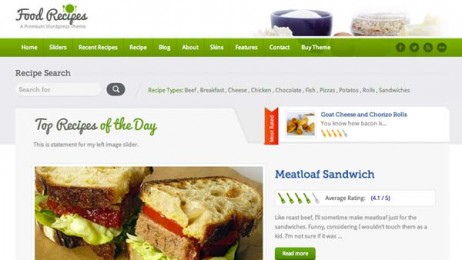 Food Recipes
A Premium Wordpress Theme
Home Sliders Recent Recipes Recipe Blog About Skins Features Contact Buy Theme
Recipe Search
Search for
Recipe Types: Beef , Breakfast , Cheese , Chicken , Chocolate , Fish , Pizzas , Potatos , Rolls , Sandwiches
Top Recipes of the Day
This is statement for my left image slider.
Most Rated
Goat Cheese and Chorizo Rolls
You know how bacon is...
Meatloaf Sandwich
Average Rating: (4.1 / 5)
Like roast beef, I'll sometime make meatloaf just for the
sandwiches. Funny, considering I wouldn't touch them as a
kid. I'm not sure if it was ...
Read more